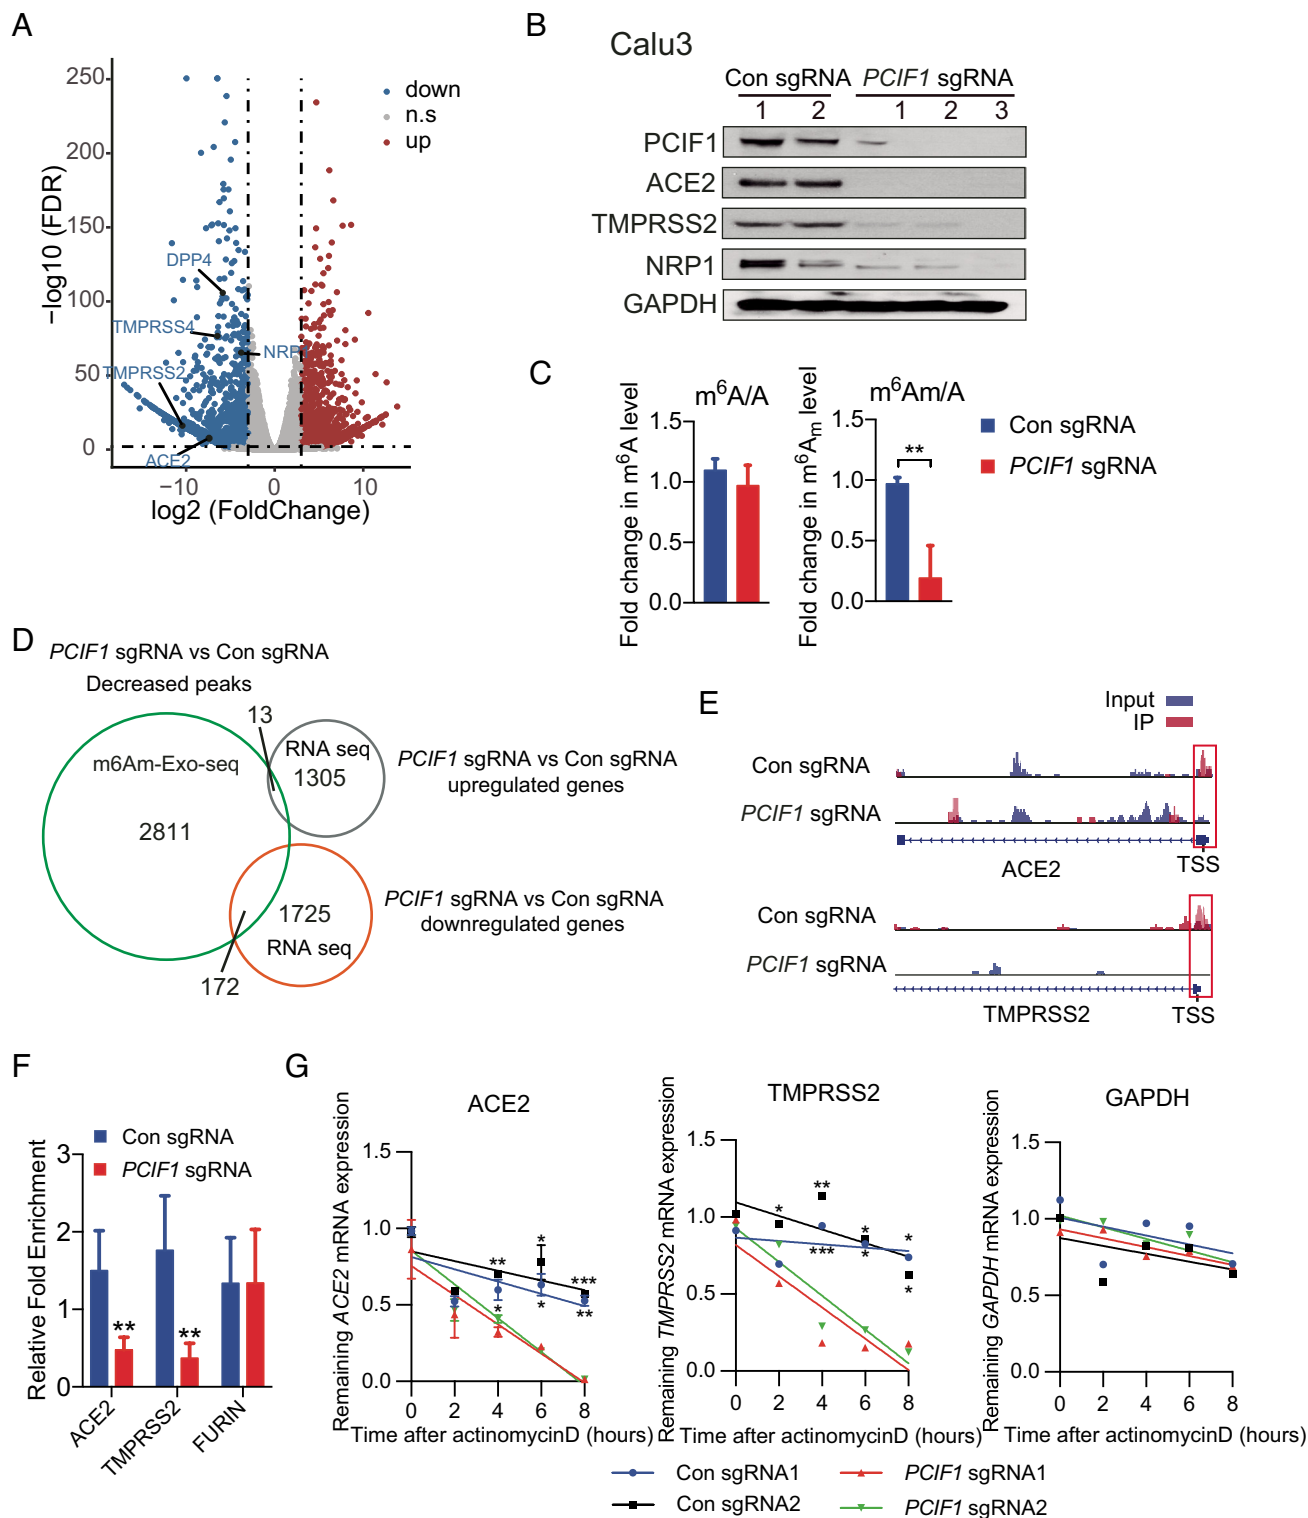 A
250
200
150
100
50
0
−10
0
10
−log10 (FDR)
log2 (FoldChange)
down
n.s
up
DPP4
TMPRSS4
TMPRSS2
ACE2
B
Calu3
Con sgRNA PCIF1 sgRNA
1 2 1 2 3
PCIF1
ACE2
TMPRSS2
NRP1
GAPDH
C
m⁶A/A
Fold change in m⁶A level
1.5
1.0
0.5
0.0
m⁶Am/A
Fold change in m⁶Aₘ level
1.5
1.0
0.5
0.0
**
Con sgRNA
PCIF1 sgRNA
D
PCIF1 sgRNA vs Con sgRNA
Decreased peaks
13
m6Am-Exo-seq
2811
RNA seq
1305
PCIF1 sgRNA vs Con sgRNA
upregulated genes
1725
RNA seq
PCIF1 sgRNA vs Con sgRNA
downregulated genes
172
E
Input
IP
Con sgRNA
PCIF1 sgRNA
ACE2
TSS
Con sgRNA
PCIF1 sgRNA
TMPRSS2
TSS
F
Con sgRNA
PCIF1 sgRNA
Relative Fold Enrichment
3
2
1
0
**
**
ACE2
TMPRSS2
FURIN
G
ACE2
Remaining ACE2 mRNA expression
1.5
1.0
0.5
0.0
**
*
*
*
***
**
0 2 4 6 8
Time after actinomycinD (hours)
TMPRSS2
Remaining TMPRSS2 mRNA expression
1.5
1.0
0.5
0.0
*
**
***
*
*
*
*
0 2 4 6 8
Time after actinomycinD (hours)
GAPDH
Remaining GAPDH mRNA expression
1.5
1.0
0.5
0.0
0 2 4 6 8
Time after actinomycinD (hours)
Con sgRNA1
Con sgRNA2
PCIF1 sgRNA1
PCIF1 sgRNA2